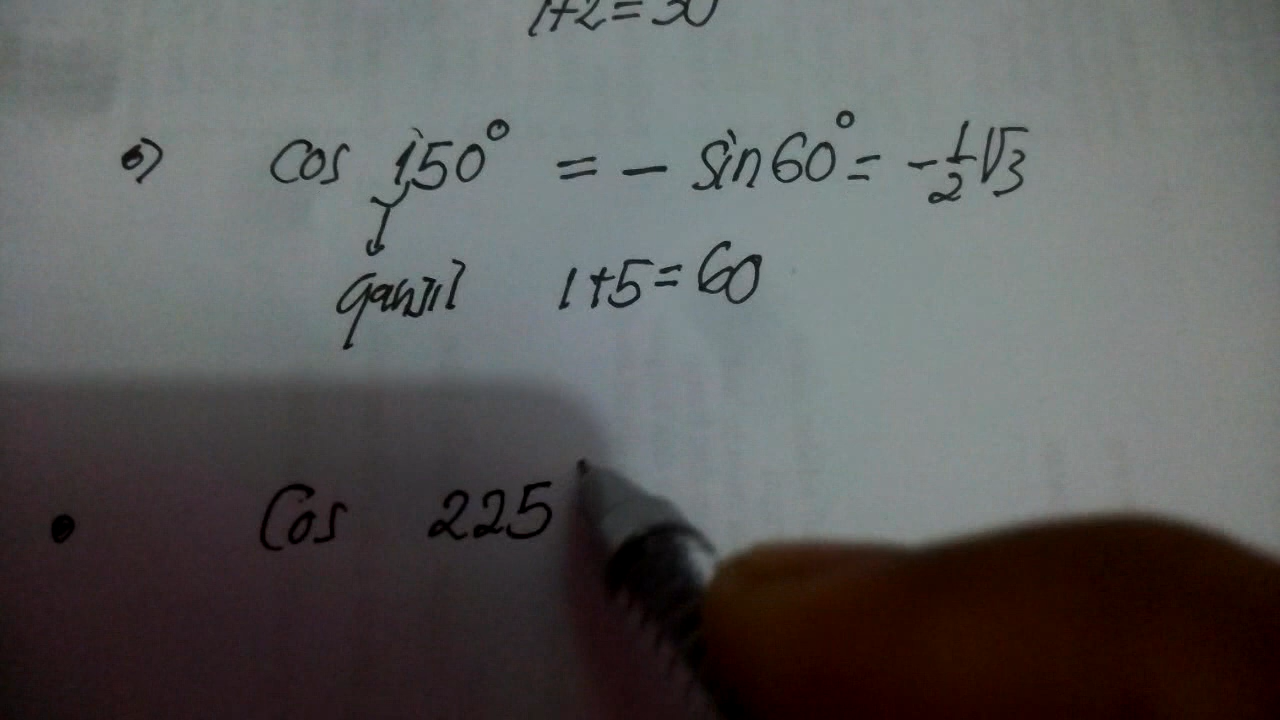 1+2=30
cos 150° = - sin 60° = -1/2 √3
ganjil 1+5=60
Cos 225